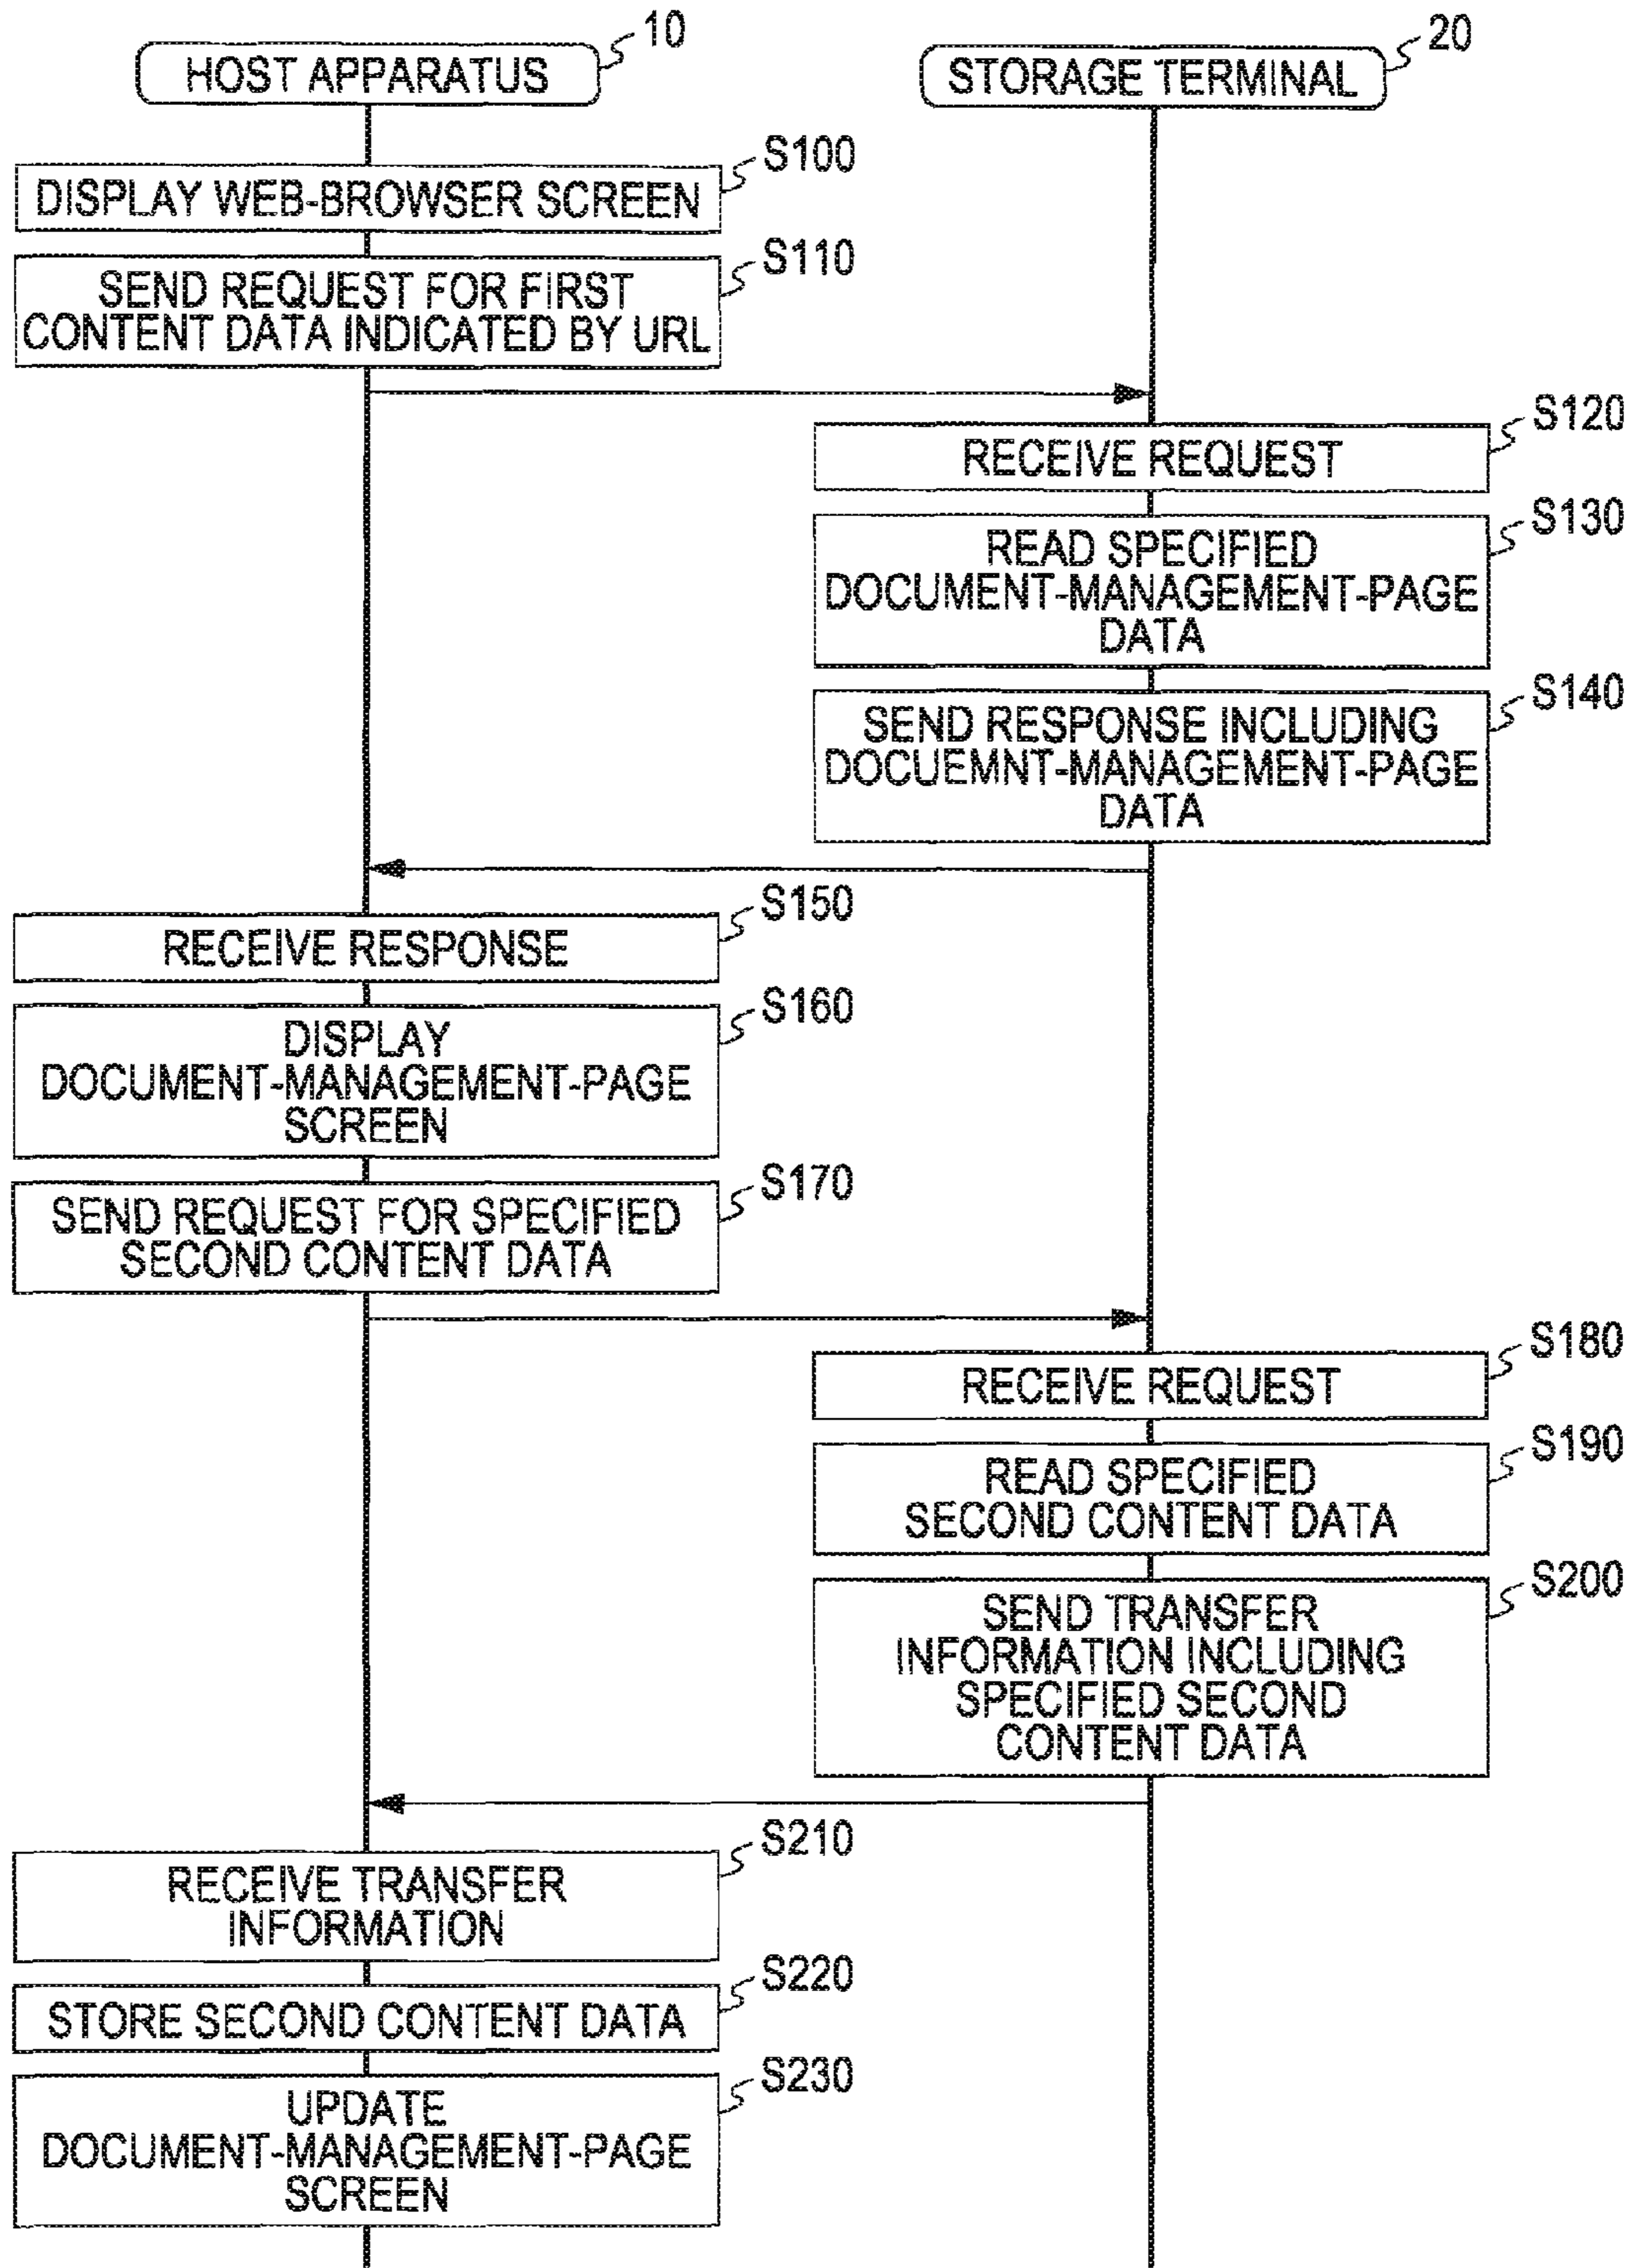 10
HOST APPARATUS
20
STORAGE TERMINAL
S100
DISPLAY WEB-BROWSER SCREEN
S110
SEND REQUEST FOR FIRST
CONTENT DATA INDICATED BY URL
S120
RECEIVE REQUEST
S130
READ SPECIFIED
DOCUMENT-MANAGEMENT-PAGE
DATA
S140
SEND RESPONSE INCLUDING
DOCUEMNT-MANAGEMENT-PAGE
DATA
S150
RECEIVE RESPONSE
S160
DISPLAY
DOCUMENT-MANAGEMENT-PAGE
SCREEN
S170
SEND REQUEST FOR SPECIFIED
SECOND CONTENT DATA
S180
RECEIVE REQUEST
S190
READ SPECIFIED
SECOND CONTENT DATA
S200
SEND TRANSFER
INFORMATION INCLUDING
SPECIFIED SECOND
CONTENT DATA
S210
RECEIVE TRANSFER
INFORMATION
S220
STORE SECOND CONTENT DATA
S230
UPDATE
DOCUMENT-MANAGEMENT-PAGE
SCREEN